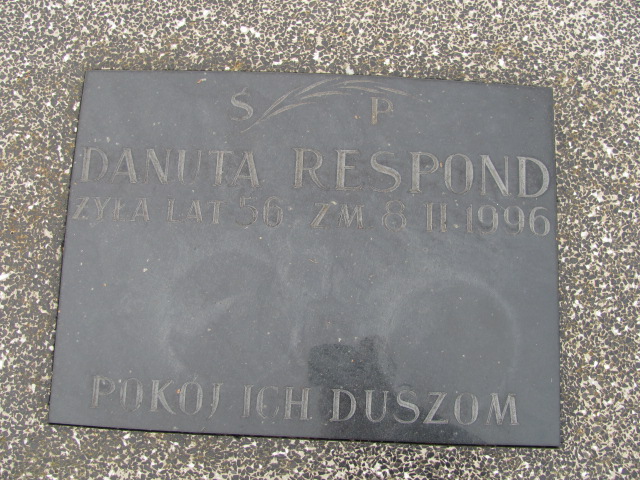 Ś P
DANUTA RESPOND
ŻYŁA LAT 56 ZM. 8 II.1996
POKÓJ ICH DUSZOM